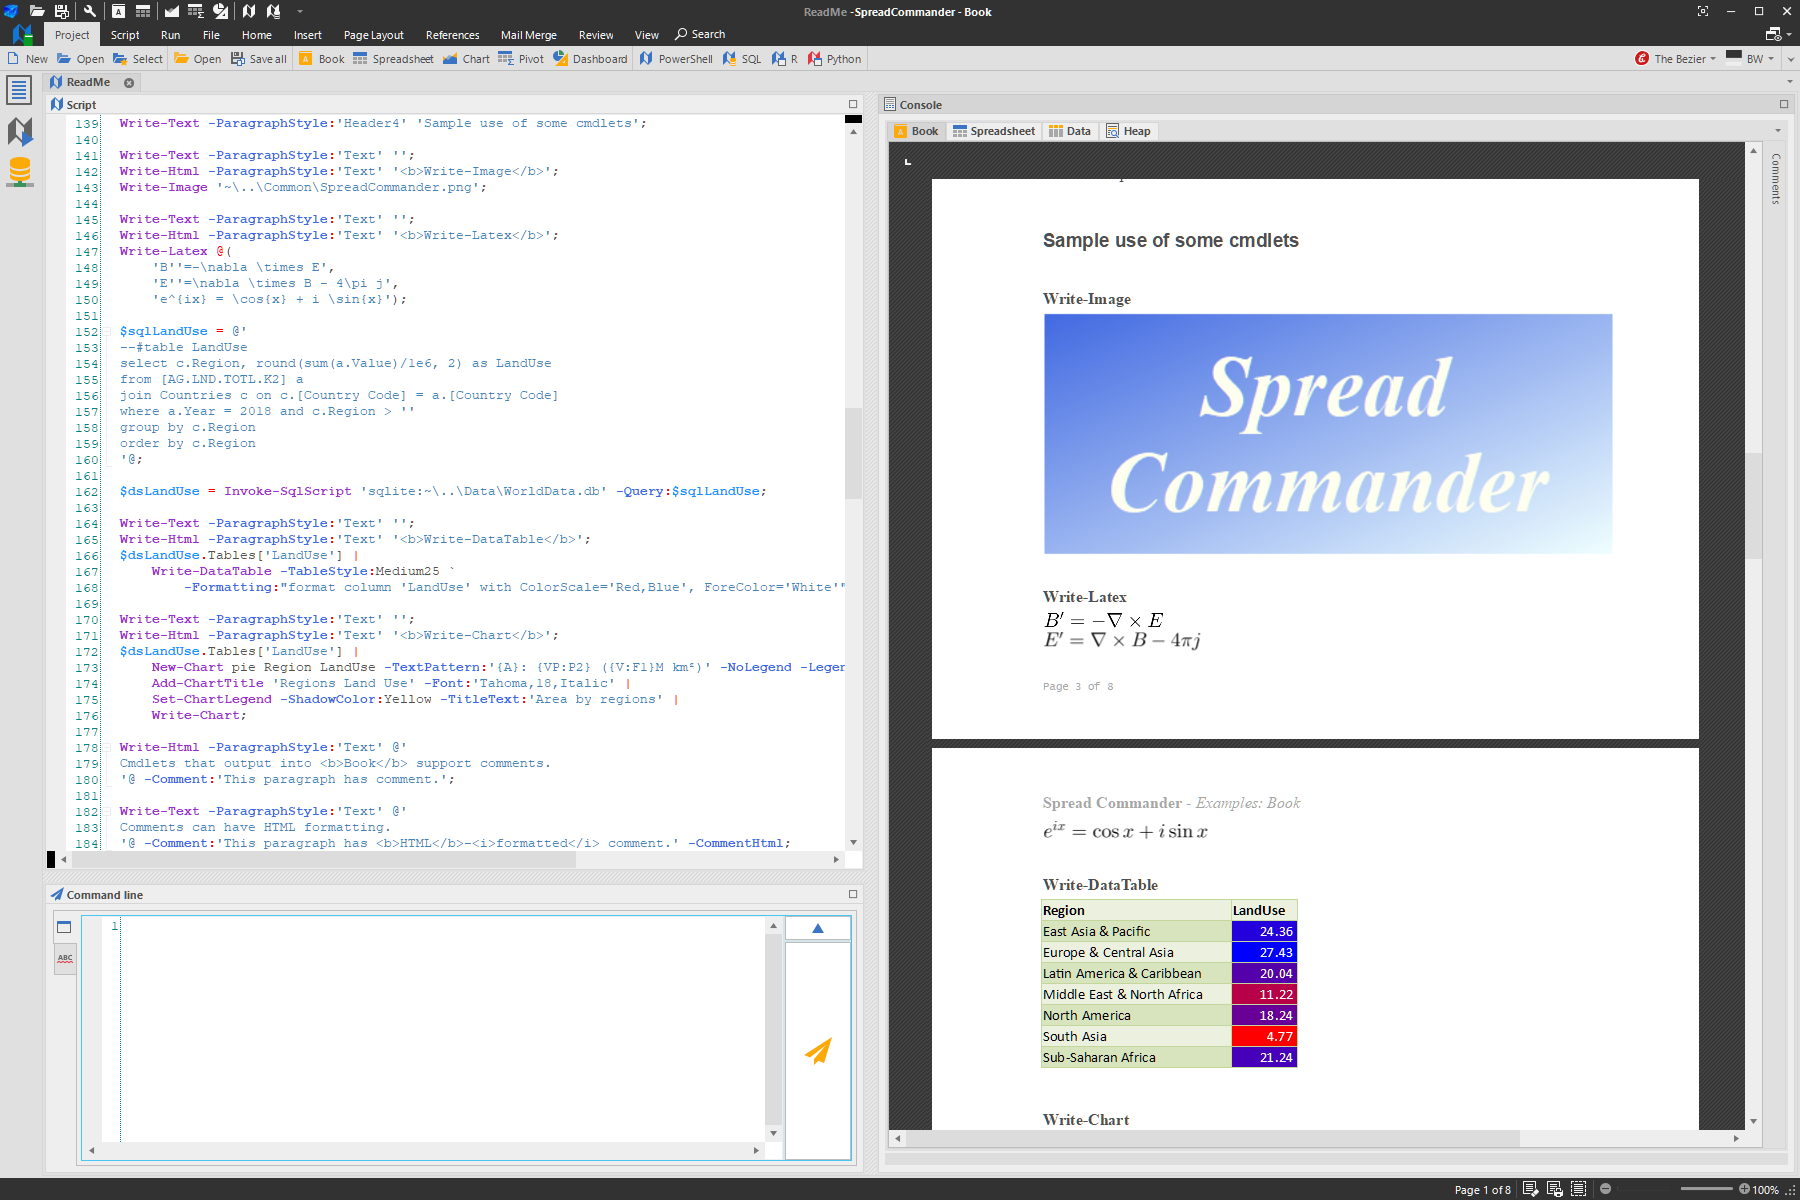 ReadMe -SpreadCommander - Book
Project Script Run File Home Insert Page Layout References Mail Merge Review View Search
New Open Select Open Save all Book Spreadsheet Chart Pivot Dashboard PowerShell SQL R Python The Bezier BW
ReadMe
Script
139 Write-Text -ParagraphStyle:'Header4' 'Sample use of some cmdlets';
140
141 Write-Text -ParagraphStyle:'Text' '';
142 Write-Html -ParagraphStyle:'Text' '<b>Write-Image</b>';
143 Write-Image '~\..\Common\SpreadCommander.png';
144
145 Write-Text -ParagraphStyle:'Text' '';
146 Write-Html -ParagraphStyle:'Text' '<b>Write-Latex</b>';
147 Write-Latex @(
148 'B''=-\nabla \times E',
149 'E''=\nabla \times B - 4\pi j',
150 'e^{ix} = \cos{x} + i \sin{x}');
151
152 $sqlLandUse = @'
153 --#table LandUse
154 select c.Region, round(sum(a.Value)/1e6, 2) as LandUse
155 from [AG.LND.TOTL.K2] a
156 join Countries c on c.[Country Code] = a.[Country Code]
157 where a.Year = 2018 and c.Region > ''
158 group by c.Region
159 order by c.Region
160 '@;
161
162 $dsLandUse = Invoke-SqlScript 'sqlite:~\..\Data\WorldData.db' -Query:$sqlLandUse;
163
164 Write-Text -ParagraphStyle:'Text' '';
165 Write-Html -ParagraphStyle:'Text' '<b>Write-DataTable</b>';
166 $dsLandUse.Tables['LandUse'] |
167 Write-DataTable -TableStyle:Medium25 `
168 -Formatting:"format column 'LandUse' with ColorScale='Red,Blue', ForeColor='White'"
169
170 Write-Text -ParagraphStyle:'Text' '';
171 Write-Html -ParagraphStyle:'Text' '<b>Write-Chart</b>';
172 $dsLandUse.Tables['LandUse'] |
173 New-Chart pie Region LandUse -TextPattern:'{A}: {VP:P2} ({V:F1}M km²)' -NoLegend -Leger
174 Add-ChartTitle 'Regions Land Use' -Font:'Tahoma,18,Italic' |
175 Set-ChartLegend -ShadowColor:Yellow -TitleText:'Area by regions' |
176 Write-Chart;
177
178 Write-Html -ParagraphStyle:'Text' @'
179 Cmdlets that output into <b>Book</b> support comments.
180 '@ -Comment:'This paragraph has comment.';
181
182 Write-Text -ParagraphStyle:'Text' @'
183 Comments can have HTML formatting.
184 '@ -Comment:'This paragraph has <b>HTML</b>-<i>formatted</i> comment.' -CommentHtml;
Command line
ABC
1
Console
Book Spreadsheet Data Heap
Comments
Sample use of some cmdlets
Write-Image
Spread
Commander
Write-Latex
B′ = −∇ × E
E′ = ∇ × B − 4πj
Page 3 of 8
Spread Commander - Examples: Book
e^{ix} = cos x + i sin x
Write-DataTable
Region LandUse
East Asia & Pacific 24.36
Europe & Central Asia 27.43
Latin America & Caribbean 20.04
Middle East & North Africa 11.22
North America 18.24
South Asia 4.77
Sub-Saharan Africa 21.24
Write-Chart
Page 1 of 8 100%